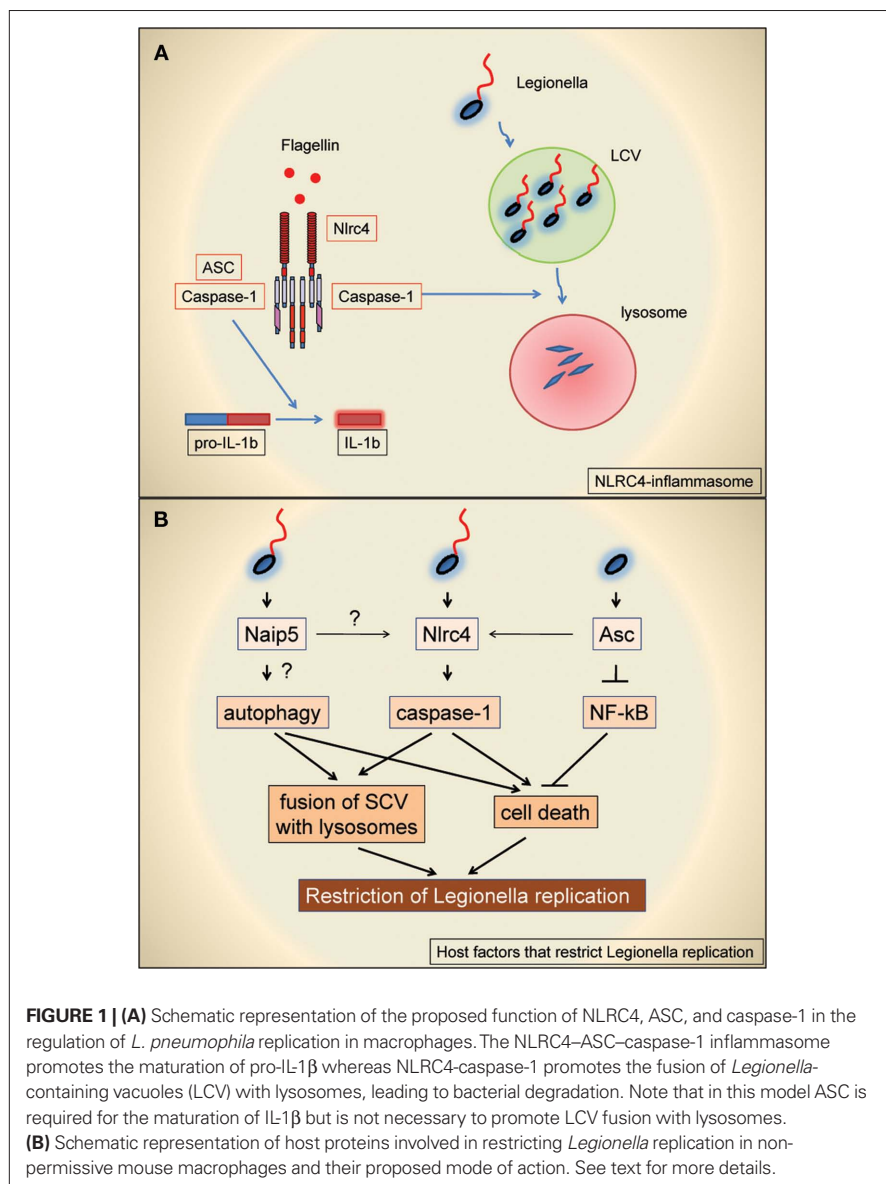 A
Legionella
LCV
Flagellin
Nlrc4
ASC
Caspase-1
Caspase-1
lysosome
pro-IL-1b
IL-1b
NLRC4-inflammasome
B
Naip5
?
Nlrc4
Asc
?
autophagy
caspase-1
NF-kB
fusion of SCV
with lysosomes
cell death
Restriction of Legionella replication
Host factors that restrict Legionella replication
FIGURE 1 | (A) Schematic representation of the proposed function of NLRC4, ASC, and caspase-1 in the
regulation of L. pneumophila replication in macrophages. The NLRC4–ASC–caspase-1 inflammasome
promotes the maturation of pro-IL-1β whereas NLRC4-caspase-1 promotes the fusion of Legionella-
containing vacuoles (LCV) with lysosomes, leading to bacterial degradation. Note that in this model ASC is
required for the maturation of IL-1β but is not necessary to promote LCV fusion with lysosomes.
(B) Schematic representation of host proteins involved in restricting Legionella replication in non-
permissive mouse macrophages and their proposed mode of action. See text for more details.